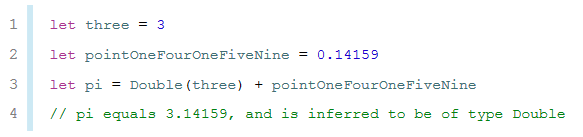 1 let three = 3
2 let pointOneFourOneFiveNine = 0.14159
3 let pi = Double(three) + pointOneFourOneFiveNine
4 // pi equals 3.14159, and is inferred to be of type Double